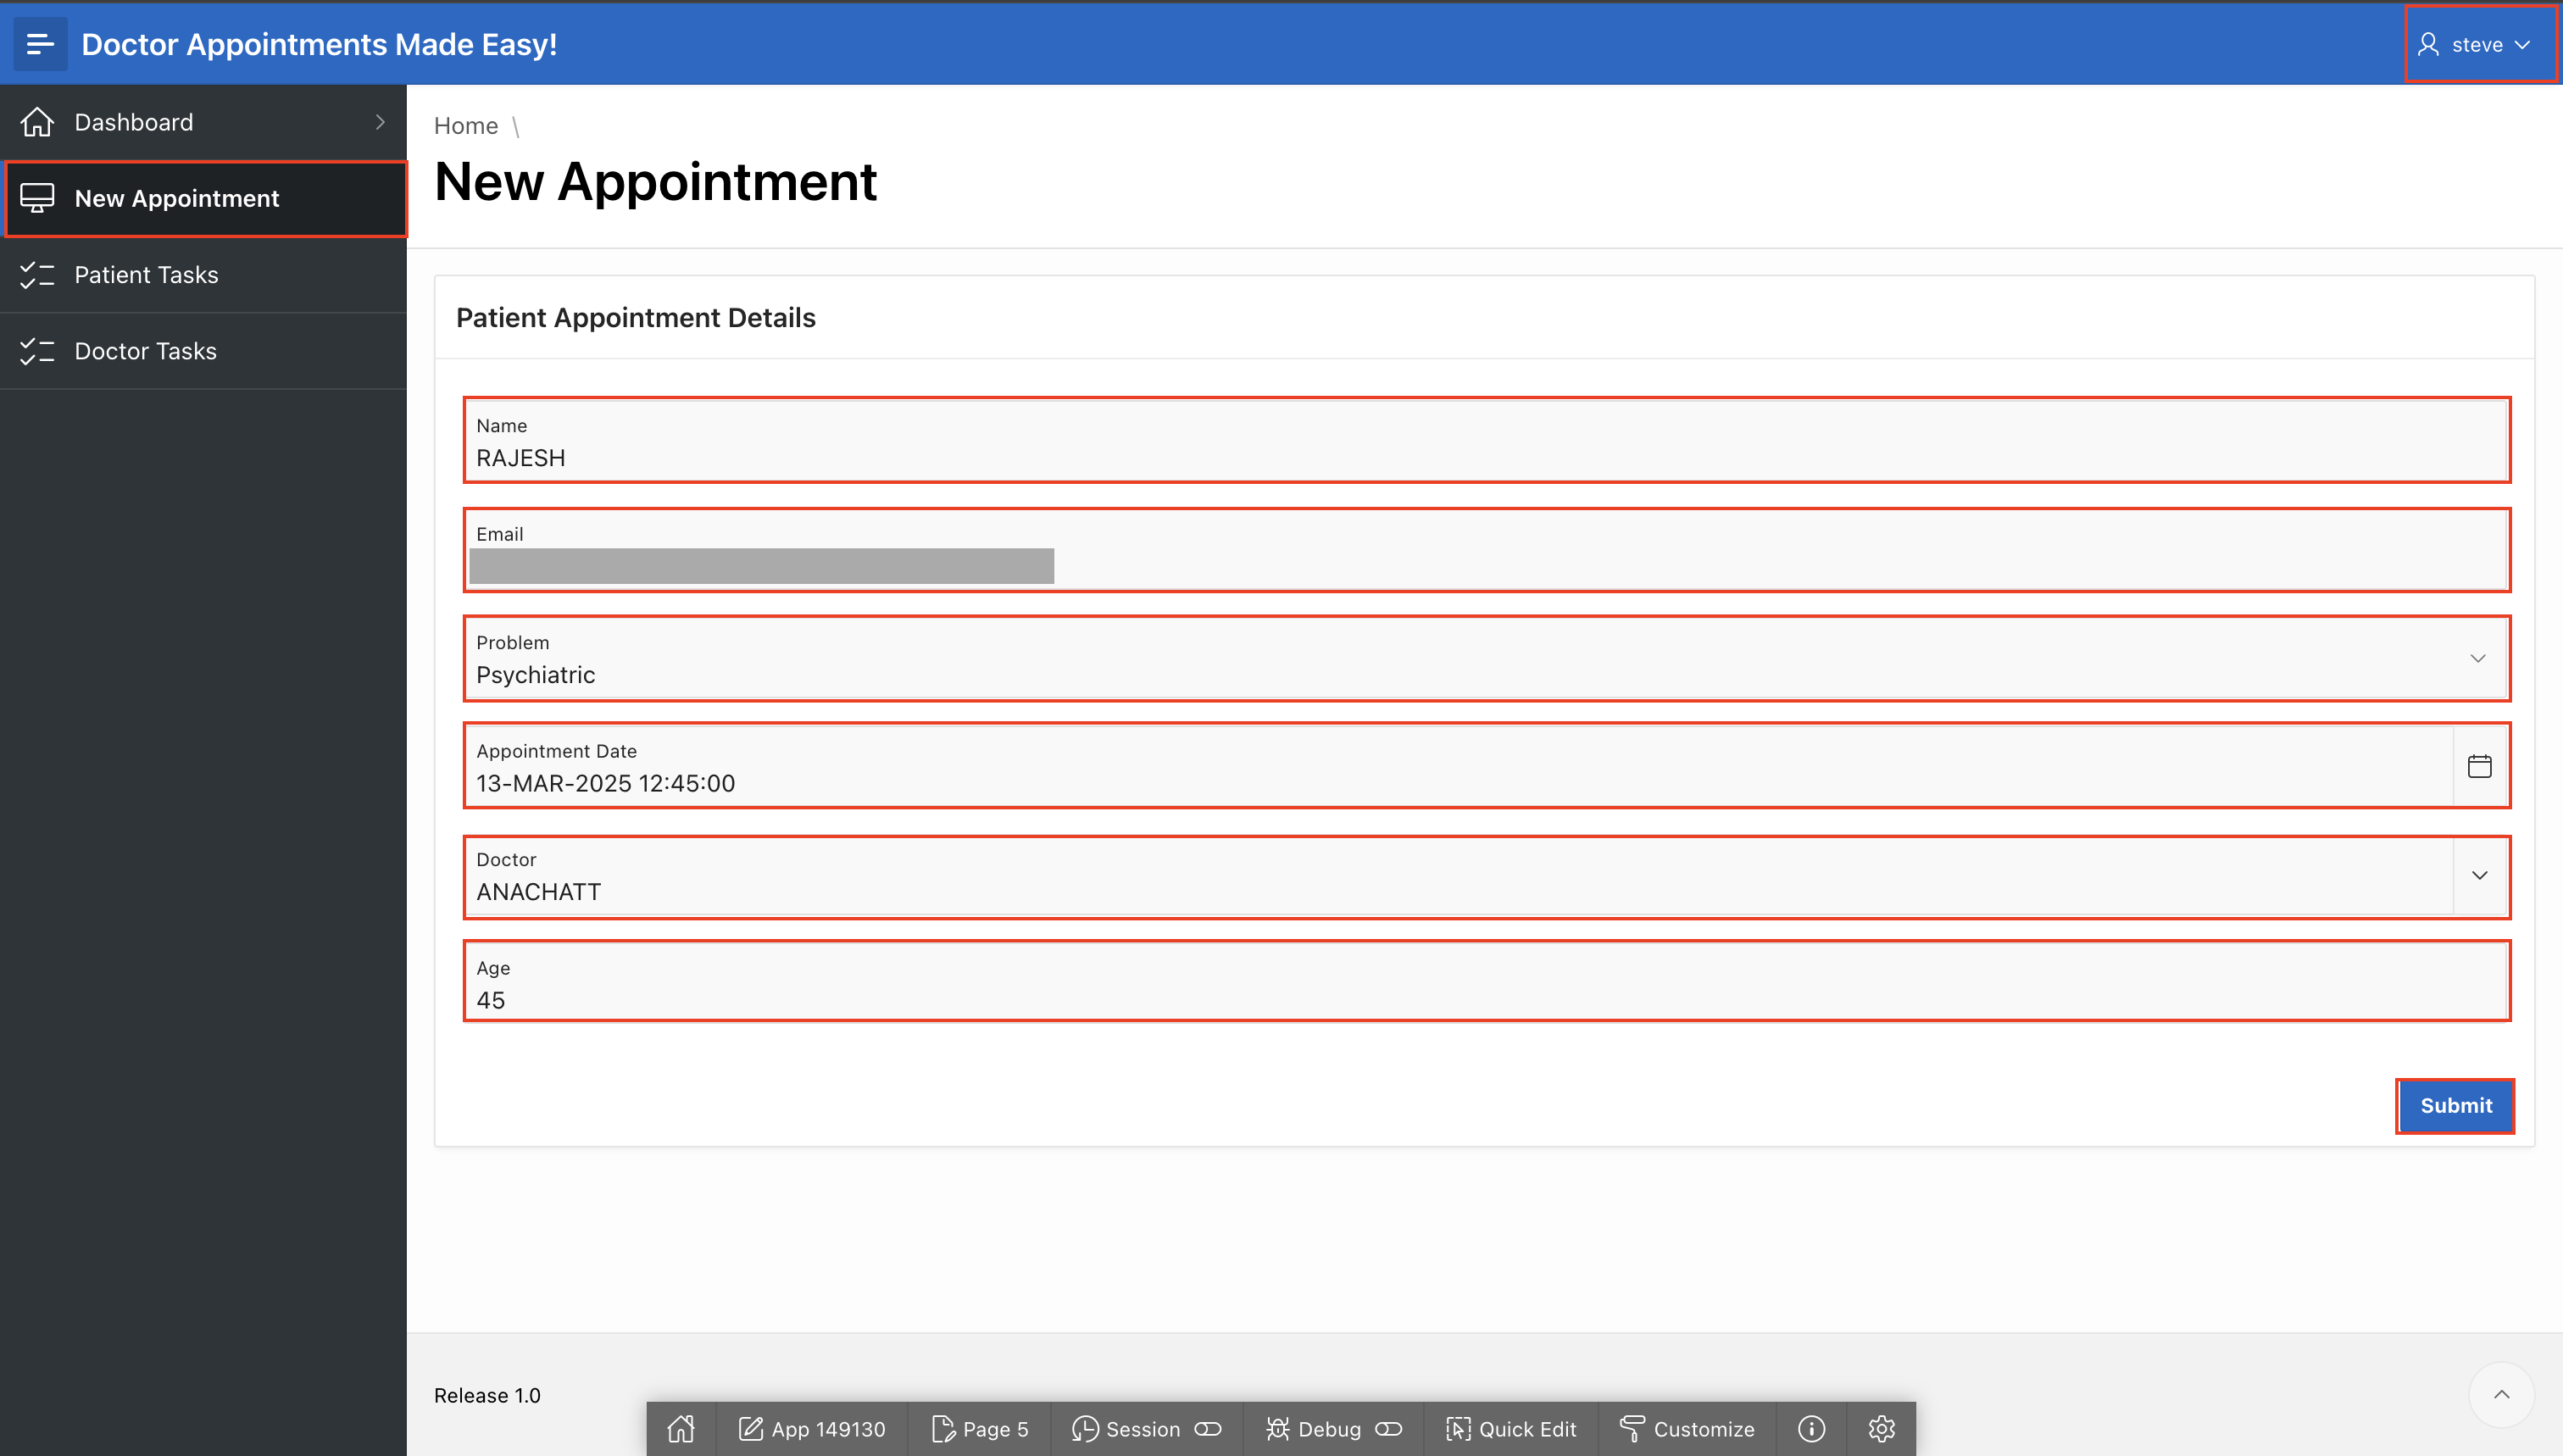 Doctor Appointments Made Easy!
steve
Dashboard
New Appointment
Patient Tasks
Doctor Tasks
Home \
New Appointment
Patient Appointment Details
Name
RAJESH
Email
Problem
Psychiatric
Appointment Date
13-MAR-2025 12:45:00
Doctor
ANACHATT
Age
45
Submit
Release 1.0
App 149130
Page 5
Session
Debug
Quick Edit
Customize